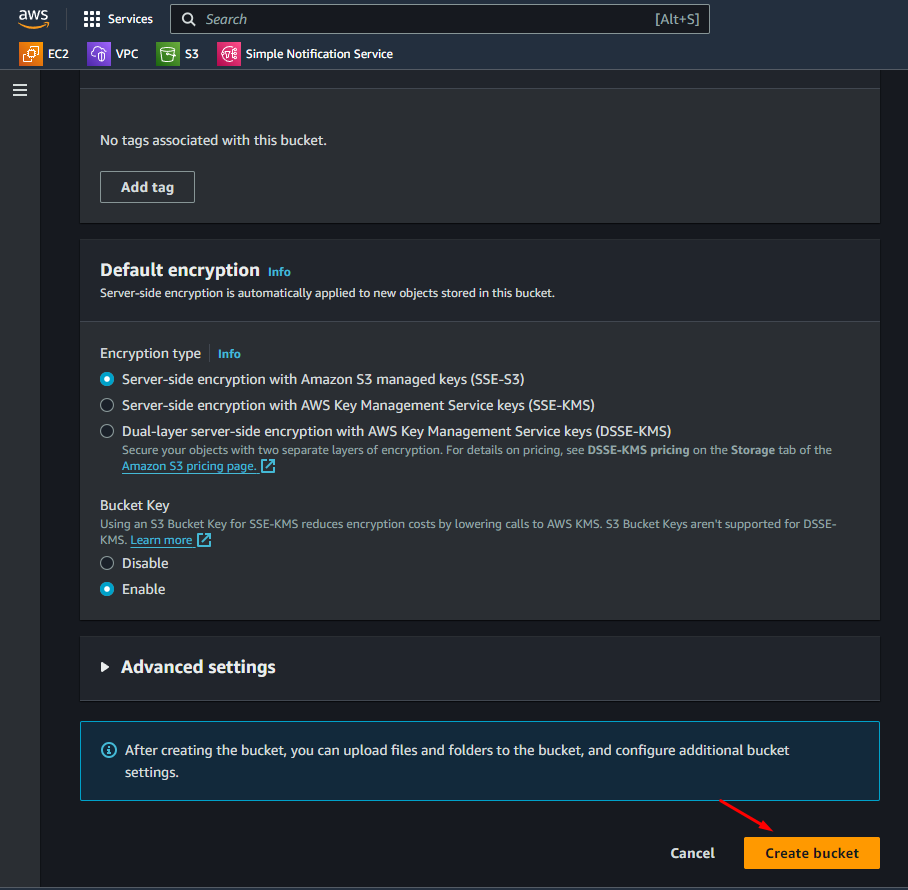 aws
Services
Search
[Alt+S]
EC2
VPC
S3
Simple Notification Service
No tags associated with this bucket.
Add tag
Default encryption Info
Server-side encryption is automatically applied to new objects stored in this bucket.
Encryption type Info
Server-side encryption with Amazon S3 managed keys (SSE-S3)
Server-side encryption with AWS Key Management Service keys (SSE-KMS)
Dual-layer server-side encryption with AWS Key Management Service keys (DSSE-KMS)
Secure your objects with two separate layers of encryption. For details on pricing, see DSSE-KMS pricing on the Storage tab of the
Amazon S3 pricing page.
Bucket Key
Using an S3 Bucket Key for SSE-KMS reduces encryption costs by lowering calls to AWS KMS. S3 Bucket Keys aren't supported for DSSE-
KMS. Learn more
Disable
Enable
Advanced settings
After creating the bucket, you can upload files and folders to the bucket, and configure additional bucket
settings.
Cancel
Create bucket